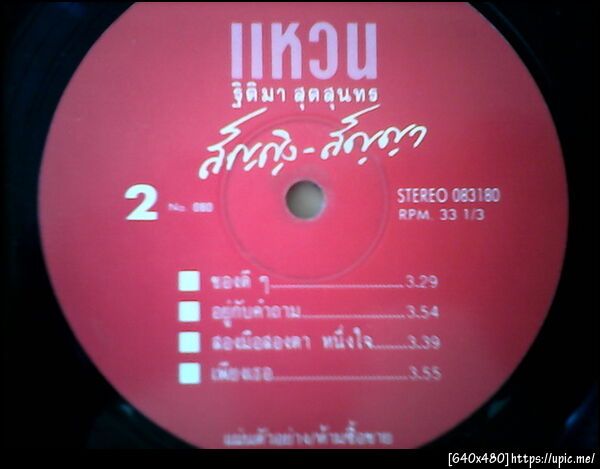 แหวน
ฐิติมา สุตสุนทร
สัญญิง - สัญญา
2 No. 080
STEREO 083180
RPM. 33 1/3
ของดี ๆ 3.29
อยู่กับคำถาม 3.54
สองมือสองตา หนึ่งใจ 3.39
เพียงเธอ 3.55
แผ่นตัวอย่าง/ห้ามซื้อขาย
[640x480]https://upic.me/